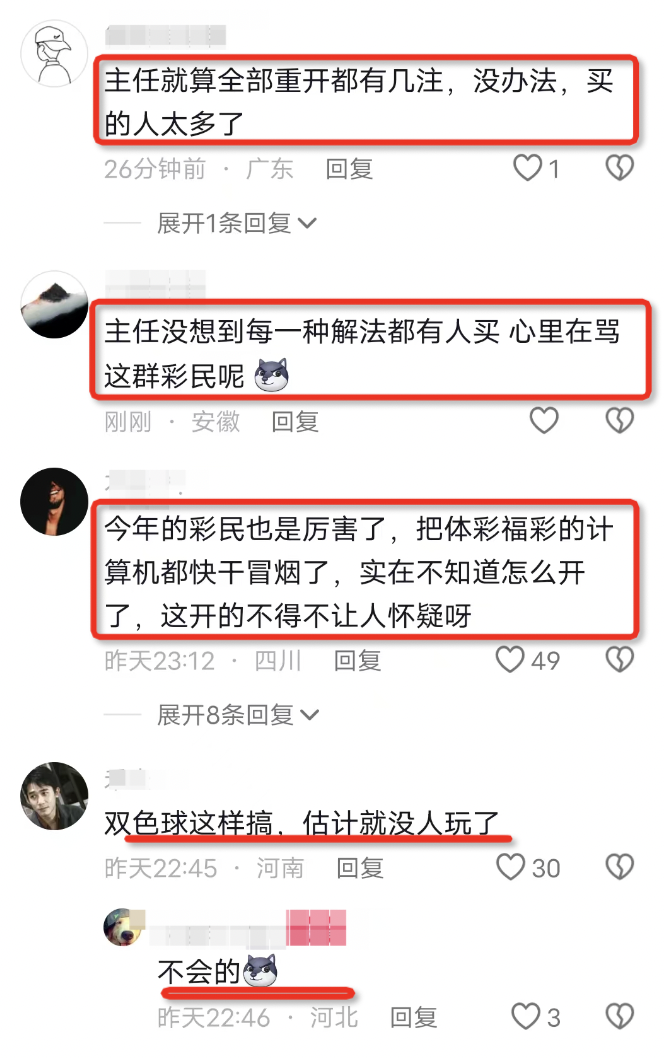 主任就算全部重开都有几注，没办法，买
的人太多了
26分钟前 · 广东 回复 1
展开1条回复
主任没想到每一种解法都有人买 心里在骂
这群彩民呢
刚刚 · 安徽 回复
今年的彩民也是厉害了，把体彩福彩的计
算机都快干冒烟了，实在不知道怎么开
了，这开的不得不让人怀疑呀
昨天23:12 · 四川 回复 49
展开8条回复
双色球这样搞，估计就没人玩了
昨天22:45 · 河南 回复 30
不会的
昨天22:46 · 河北 回复 3